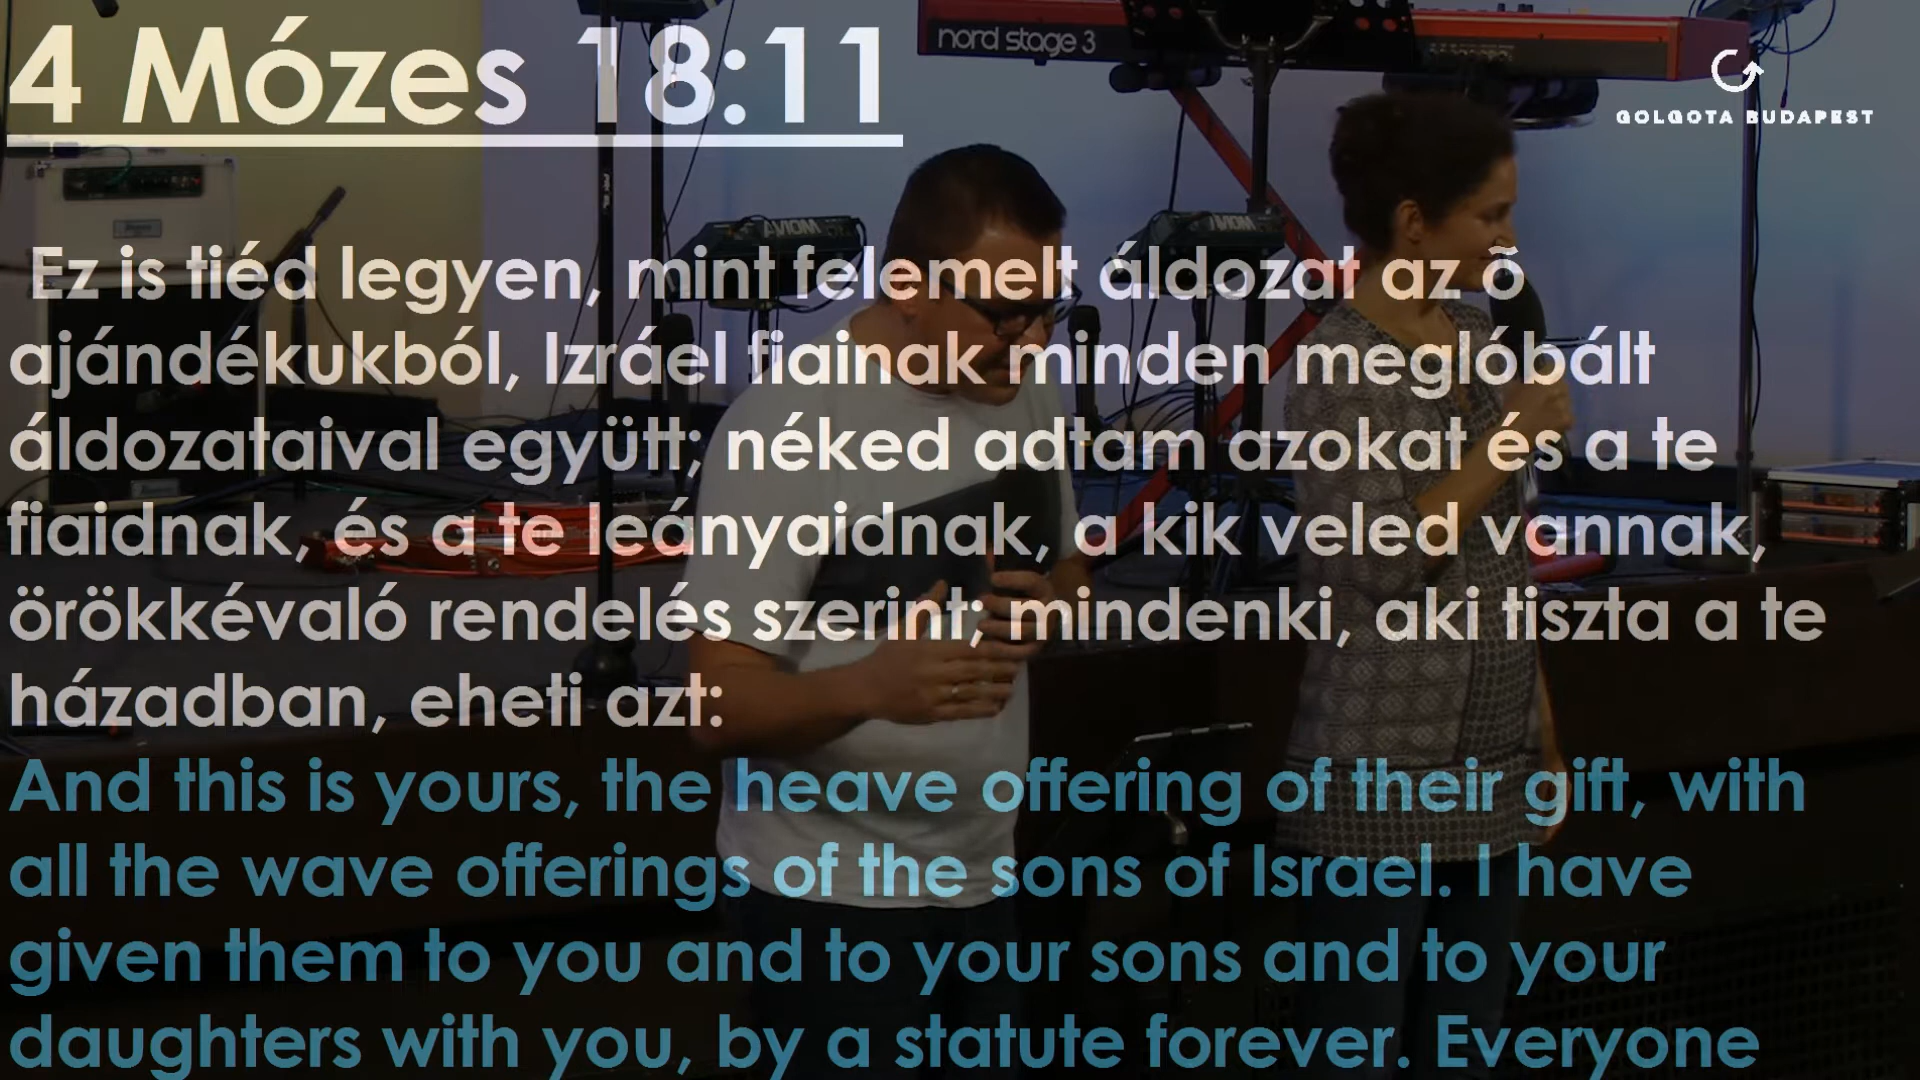 4 Mózes 18:11
nord stage 3
GOLGOTA BUDAPEST
AVIOM
AVIOM
Ez is tiéd legyen, mint felemelt áldozat az õ
ajándékukból, Izráel fiainak minden meglóbált
áldozataival együtt; néked adtam azokat és a te
fiaidnak, és a te leányaidnak, a kik veled vannak,
örökkévaló rendelés szerint; mindenki, aki tiszta a te
házadban, eheti azt:
And this is yours, the heave offering of their gift, with
all the wave offerings of the sons of Israel. I have
given them to you and to your sons and to your
daughters with you, by a statute forever. Everyone